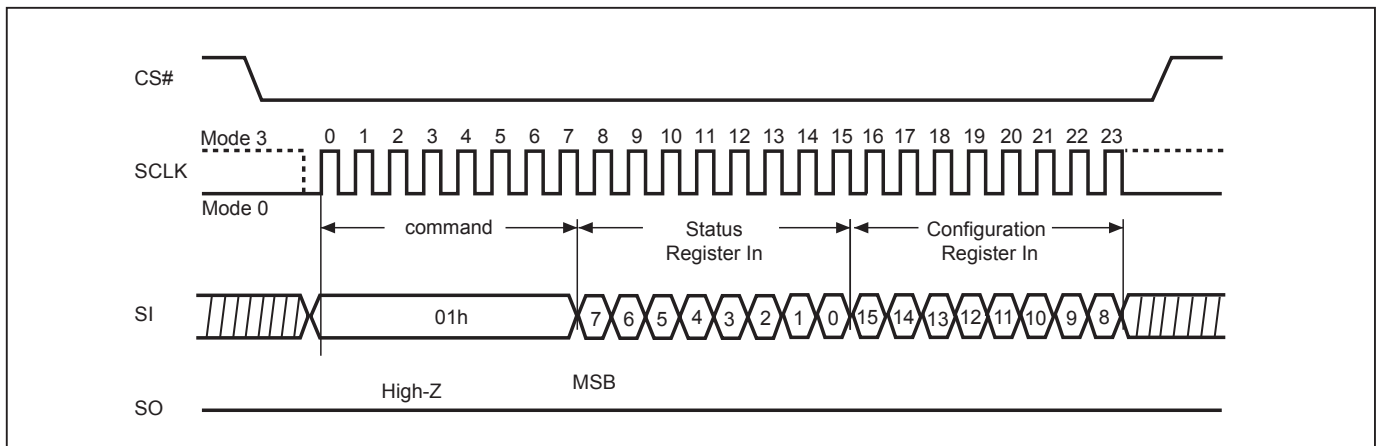 CS#
Mode 3
0 1 2 3 4 5 6 7 8 9 10 11 12 13 14 15 16 17 18 19 20 21 22 23
SCLK
Mode 0
command
Status
Register In
Configuration
Register In
SI
01h
7 6 5 4 3 2 1 0 15 14 13 12 11 10 9 8
High-Z
MSB
SO